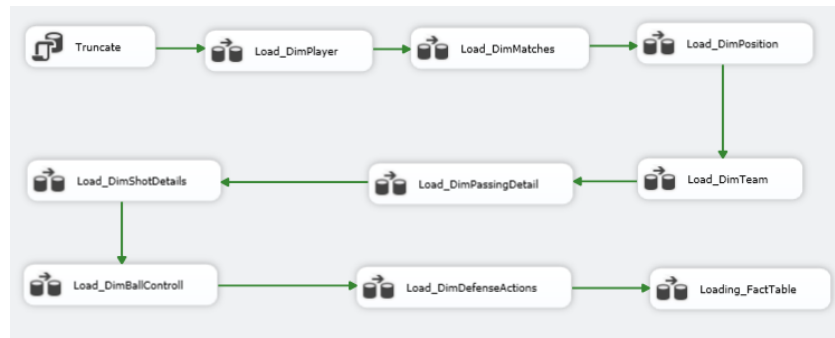 Truncate
Load_DimPlayer
Load_DimMatches
Load_DimPosition
Load_DimTeam
Load_DimPassingDetail
Load_DimShotDetails
Load_DimBallControll
Load_DimDefenseActions
Loading_FactTable